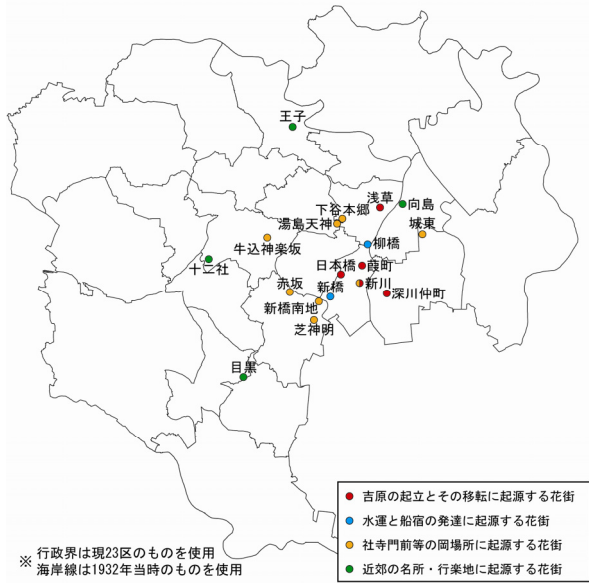 王子
浅草
向島
下谷本郷
湯島天神
城東
牛込神楽坂
柳橋
十二社
日本橋
葭町
赤坂
新橋
新川
深川仲町
新橋南地
芝神明
目黒
吉原の起立とその移転に起源する花街
水運と船宿の発達に起源する花街
社寺門前等の岡場所に起源する花街
近郊の名所・行楽地に起源する花街
※ 行政界は現23区のものを使用
海岸線は1932年当時のものを使用